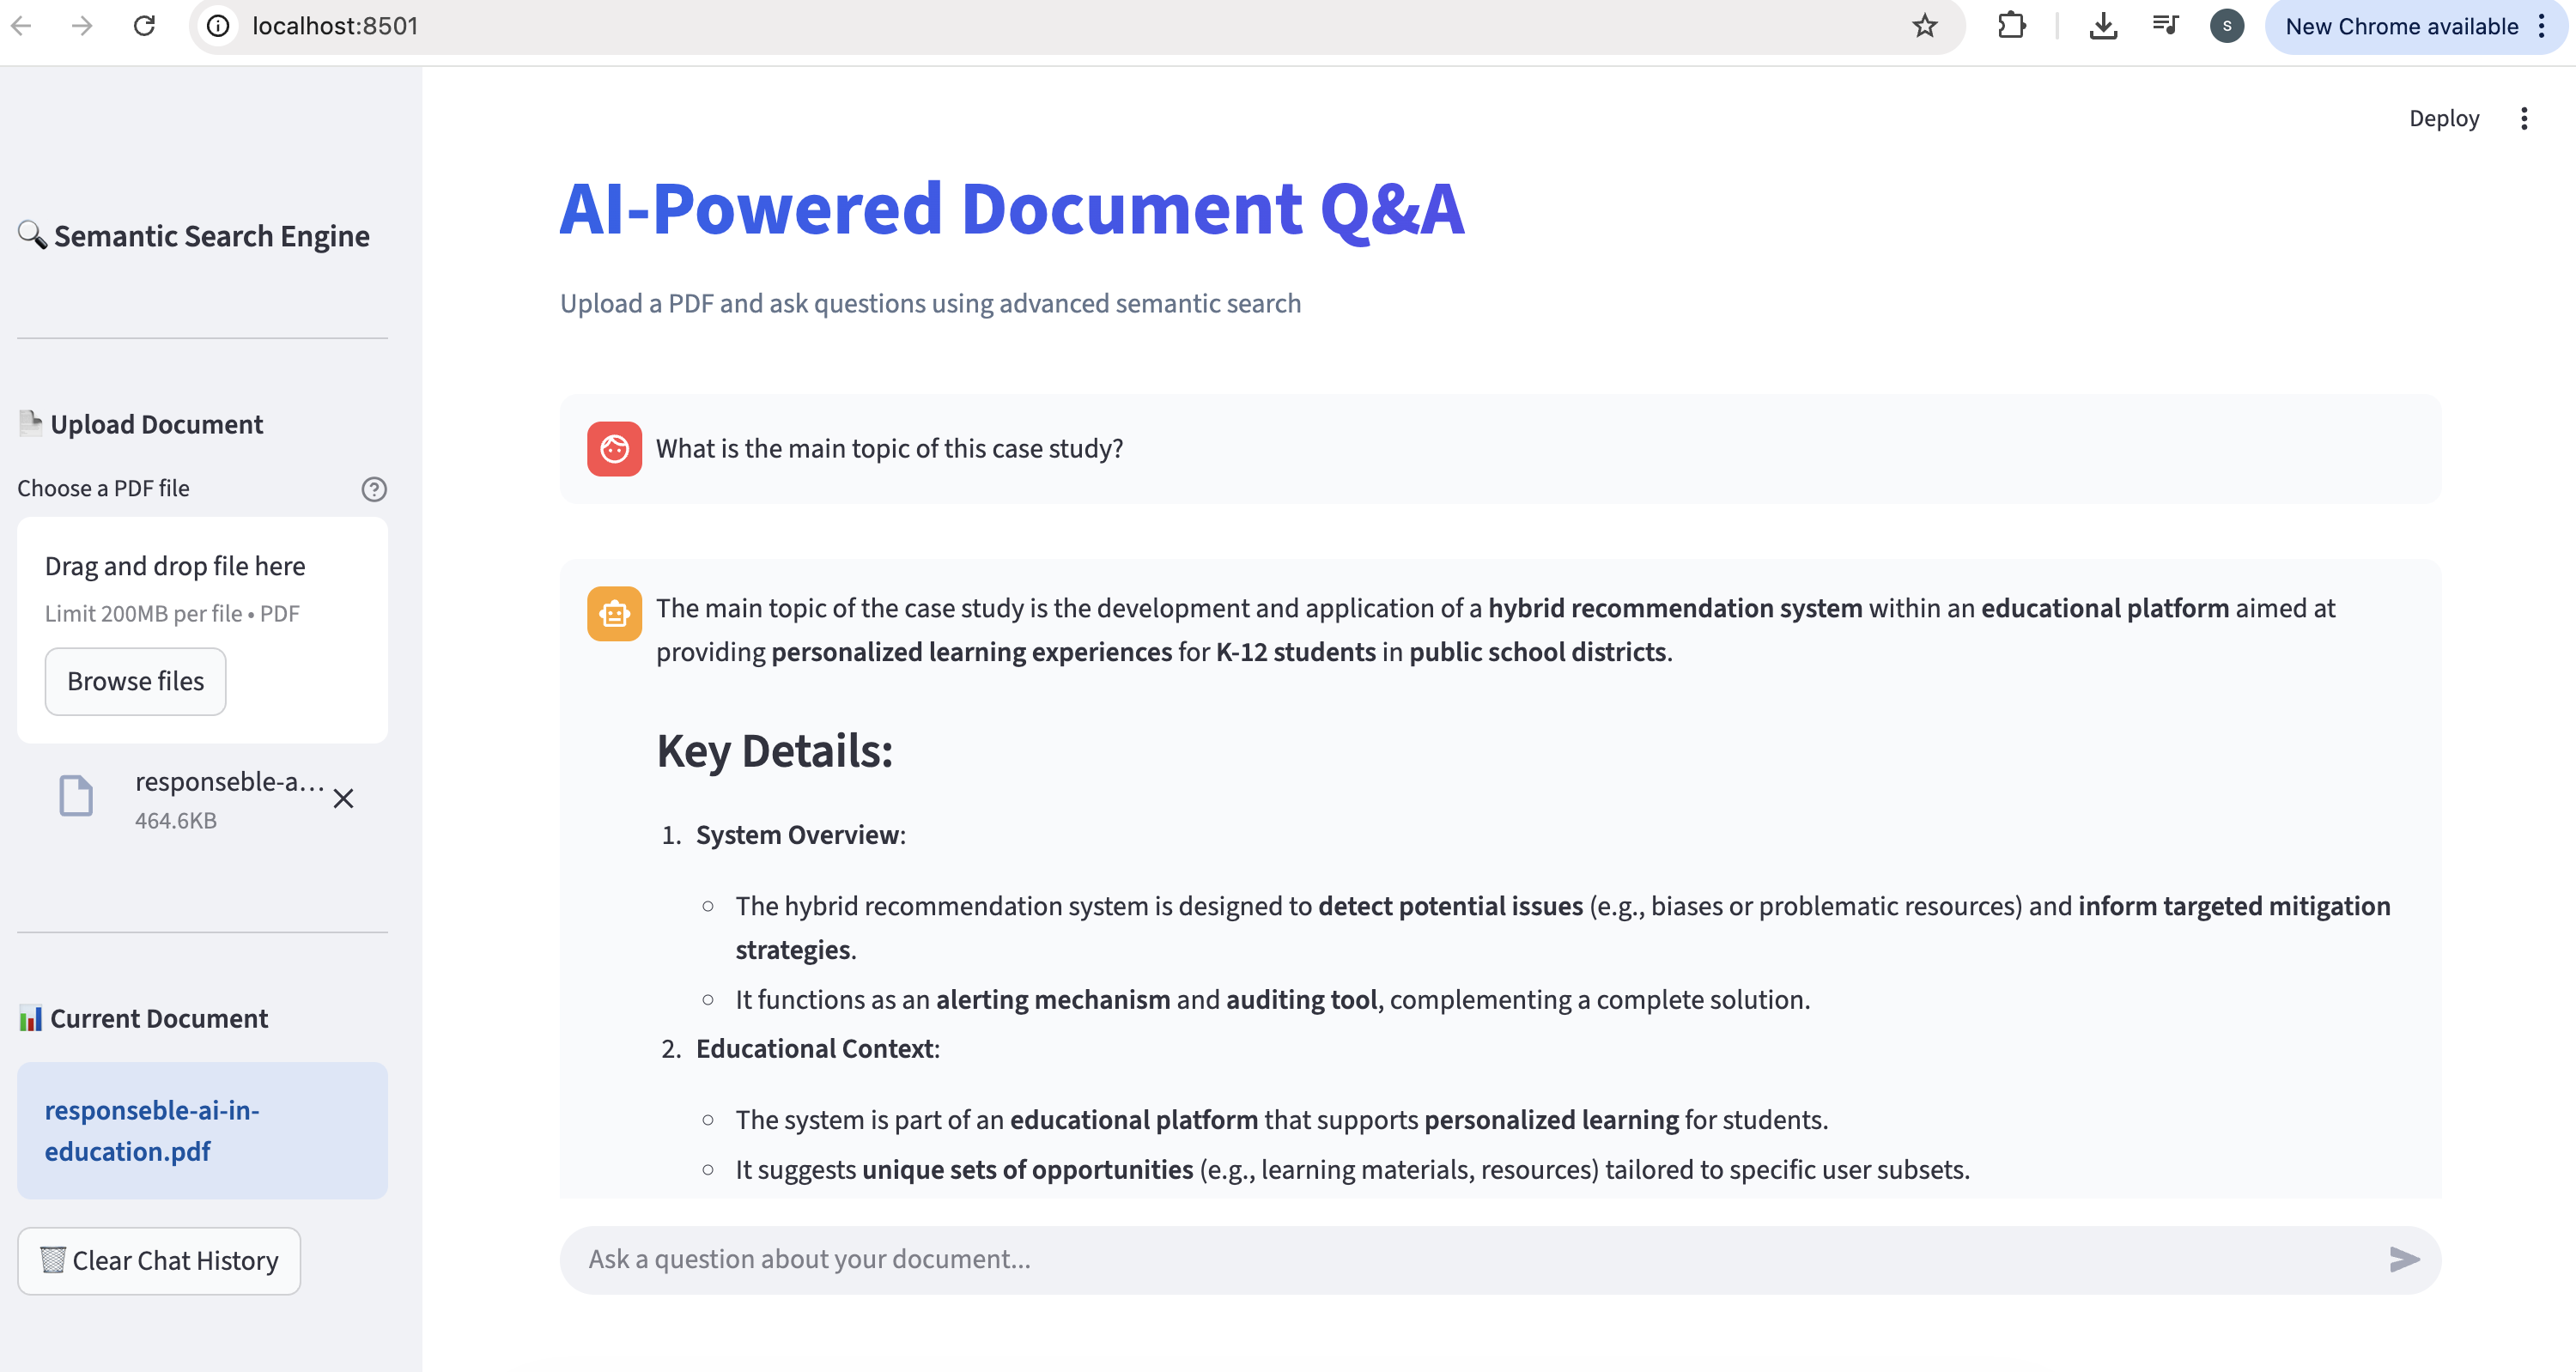 localhost:8501
S
New Chrome available
Deploy
🔍 Semantic Search Engine
📄 Upload Document
Choose a PDF file
Drag and drop file here
Limit 200MB per file • PDF
Browse files
responseble-a...
464.6KB
📊 Current Document
responseble-ai-in-
education.pdf
🗑️ Clear Chat History
AI-Powered Document Q&A
Upload a PDF and ask questions using advanced semantic search
What is the main topic of this case study?
The main topic of the case study is the development and application of a hybrid recommendation system within an educational platform aimed at
providing personalized learning experiences for K-12 students in public school districts.
Key Details:
1. System Overview:
○ The hybrid recommendation system is designed to detect potential issues (e.g., biases or problematic resources) and inform targeted mitigation
strategies.
○ It functions as an alerting mechanism and auditing tool, complementing a complete solution.
2. Educational Context:
○ The system is part of an educational platform that supports personalized learning for students.
○ It suggests unique sets of opportunities (e.g., learning materials, resources) tailored to specific user subsets.
Ask a question about your document...